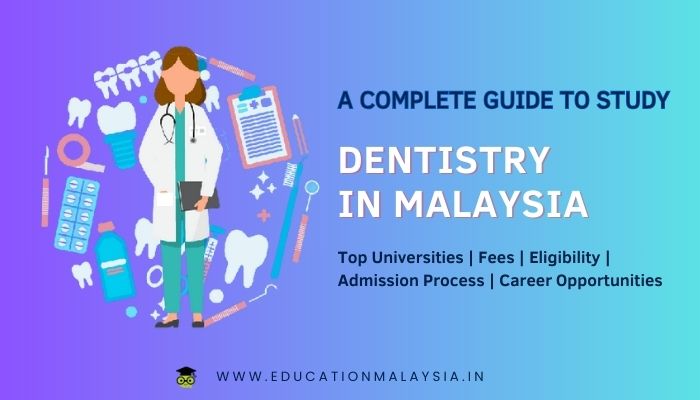 A COMPLETE GUIDE TO STUDY
DENTISTRY
IN MALAYSIA
Top Universities | Fees | Eligibility |
Admission Process | Career Opportunities
WWW.EDUCATIONMALAYSIA.IN